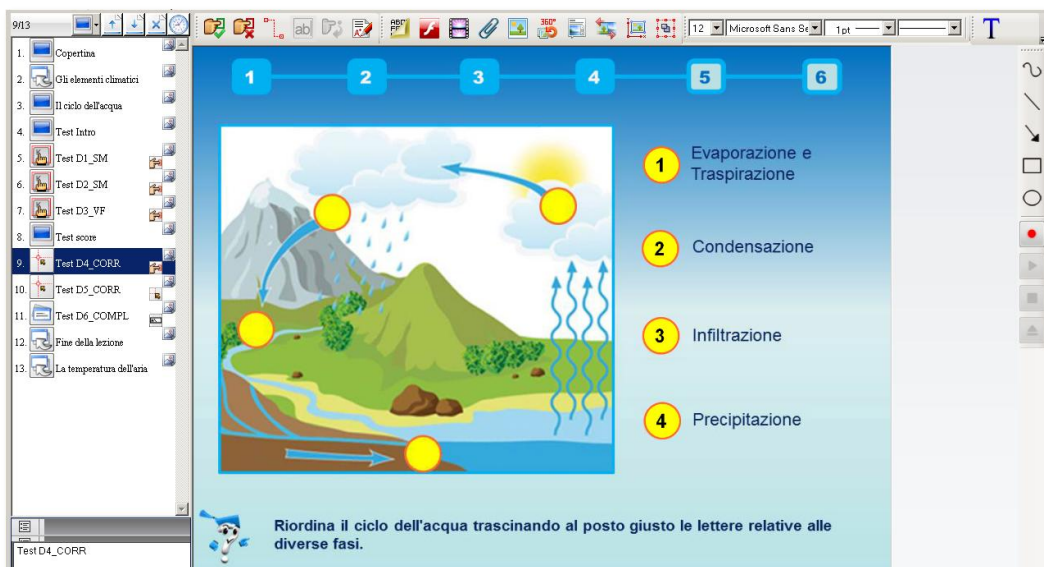 9/13
ab
ABC
360°
12
Microsoft Sans Se
1pt
T
1. Copertina
2. Gli elementi climatici
3. Il ciclo dell'acqua
4. Test Intro
5. Test D1_SM
6. Test D2_SM
7. Test D3_VF
8. Test score
9. Test D4_CORR
10. Test D5_CORR
11. Test D6_COMPL
12. Fine della lezione
13. La temperatura dell'aria
Test D4_CORR
1 2 3 4 5 6
1 Evaporazione e
Traspirazione
2 Condensazione
3 Infiltrazione
4 Precipitazione
Riordina il ciclo dell'acqua trascinando al posto giusto le lettere relative alle
diverse fasi.